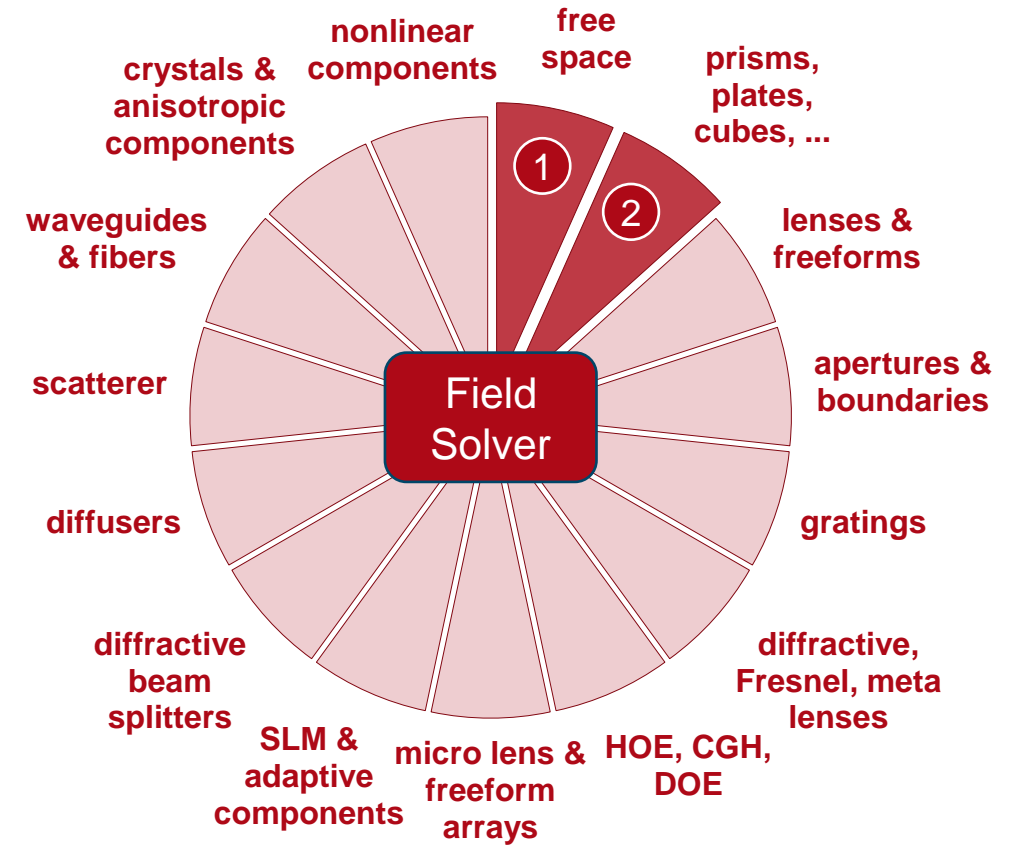 free
space
prisms,
plates,
cubes, ...
lenses &
freeforms
apertures &
boundaries
gratings
diffractive,
Fresnel, meta
lenses
HOE, CGH,
DOE
micro lens &
freeform
arrays
SLM &
adaptive
components
diffractive
beam
splitters
diffusers
scatterer
waveguides
& fibers
crystals &
anisotropic
components
nonlinear
components
1
2
Field
Solver